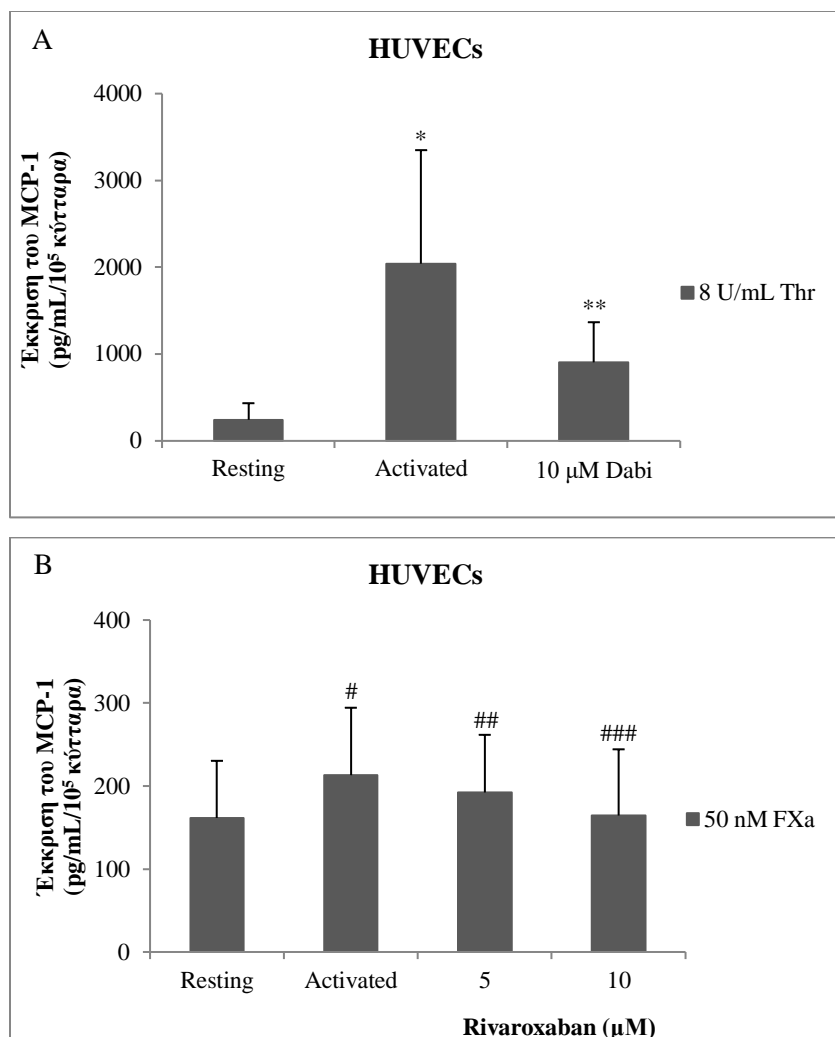 A
HUVECs
Έκκριση του MCP-1
(pg/mL/10⁵ κύτταρα)
4000
3000
2000
1000
0
*
**
Resting Activated 10 μM Dabi
8 U/mL Thr
B
HUVECs
Έκκριση του MCP-1
(pg/mL/10⁵ κύτταρα)
400
300
200
100
0
#
##
###
Resting Activated 5 10
Rivaroxaban (μM)
50 nM FXa